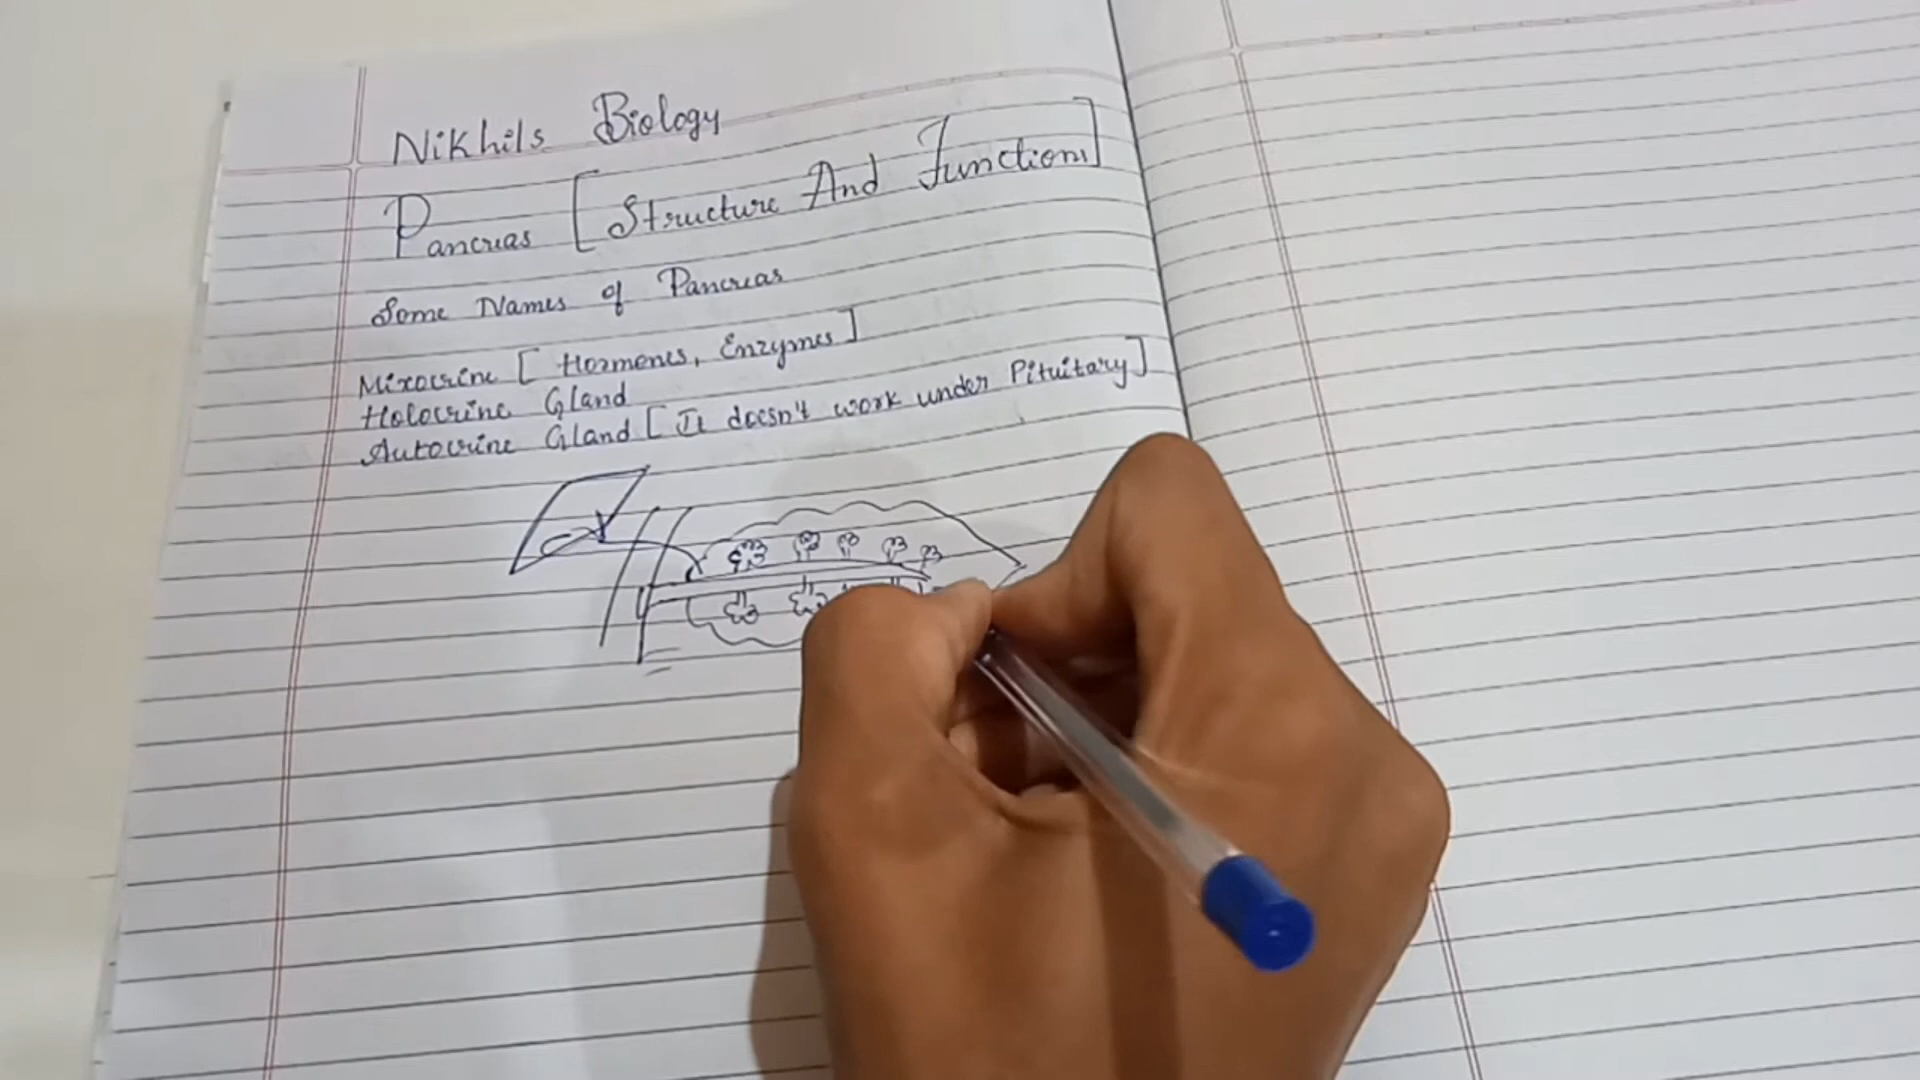 Nikhils Biology
Pancreas [Structure And Functions]
Some Names of Pancreas
Mixocrine [Hormones, Enzymes]
Holocrine Gland
Autocrine Gland [It doesn't work under Pituitary]